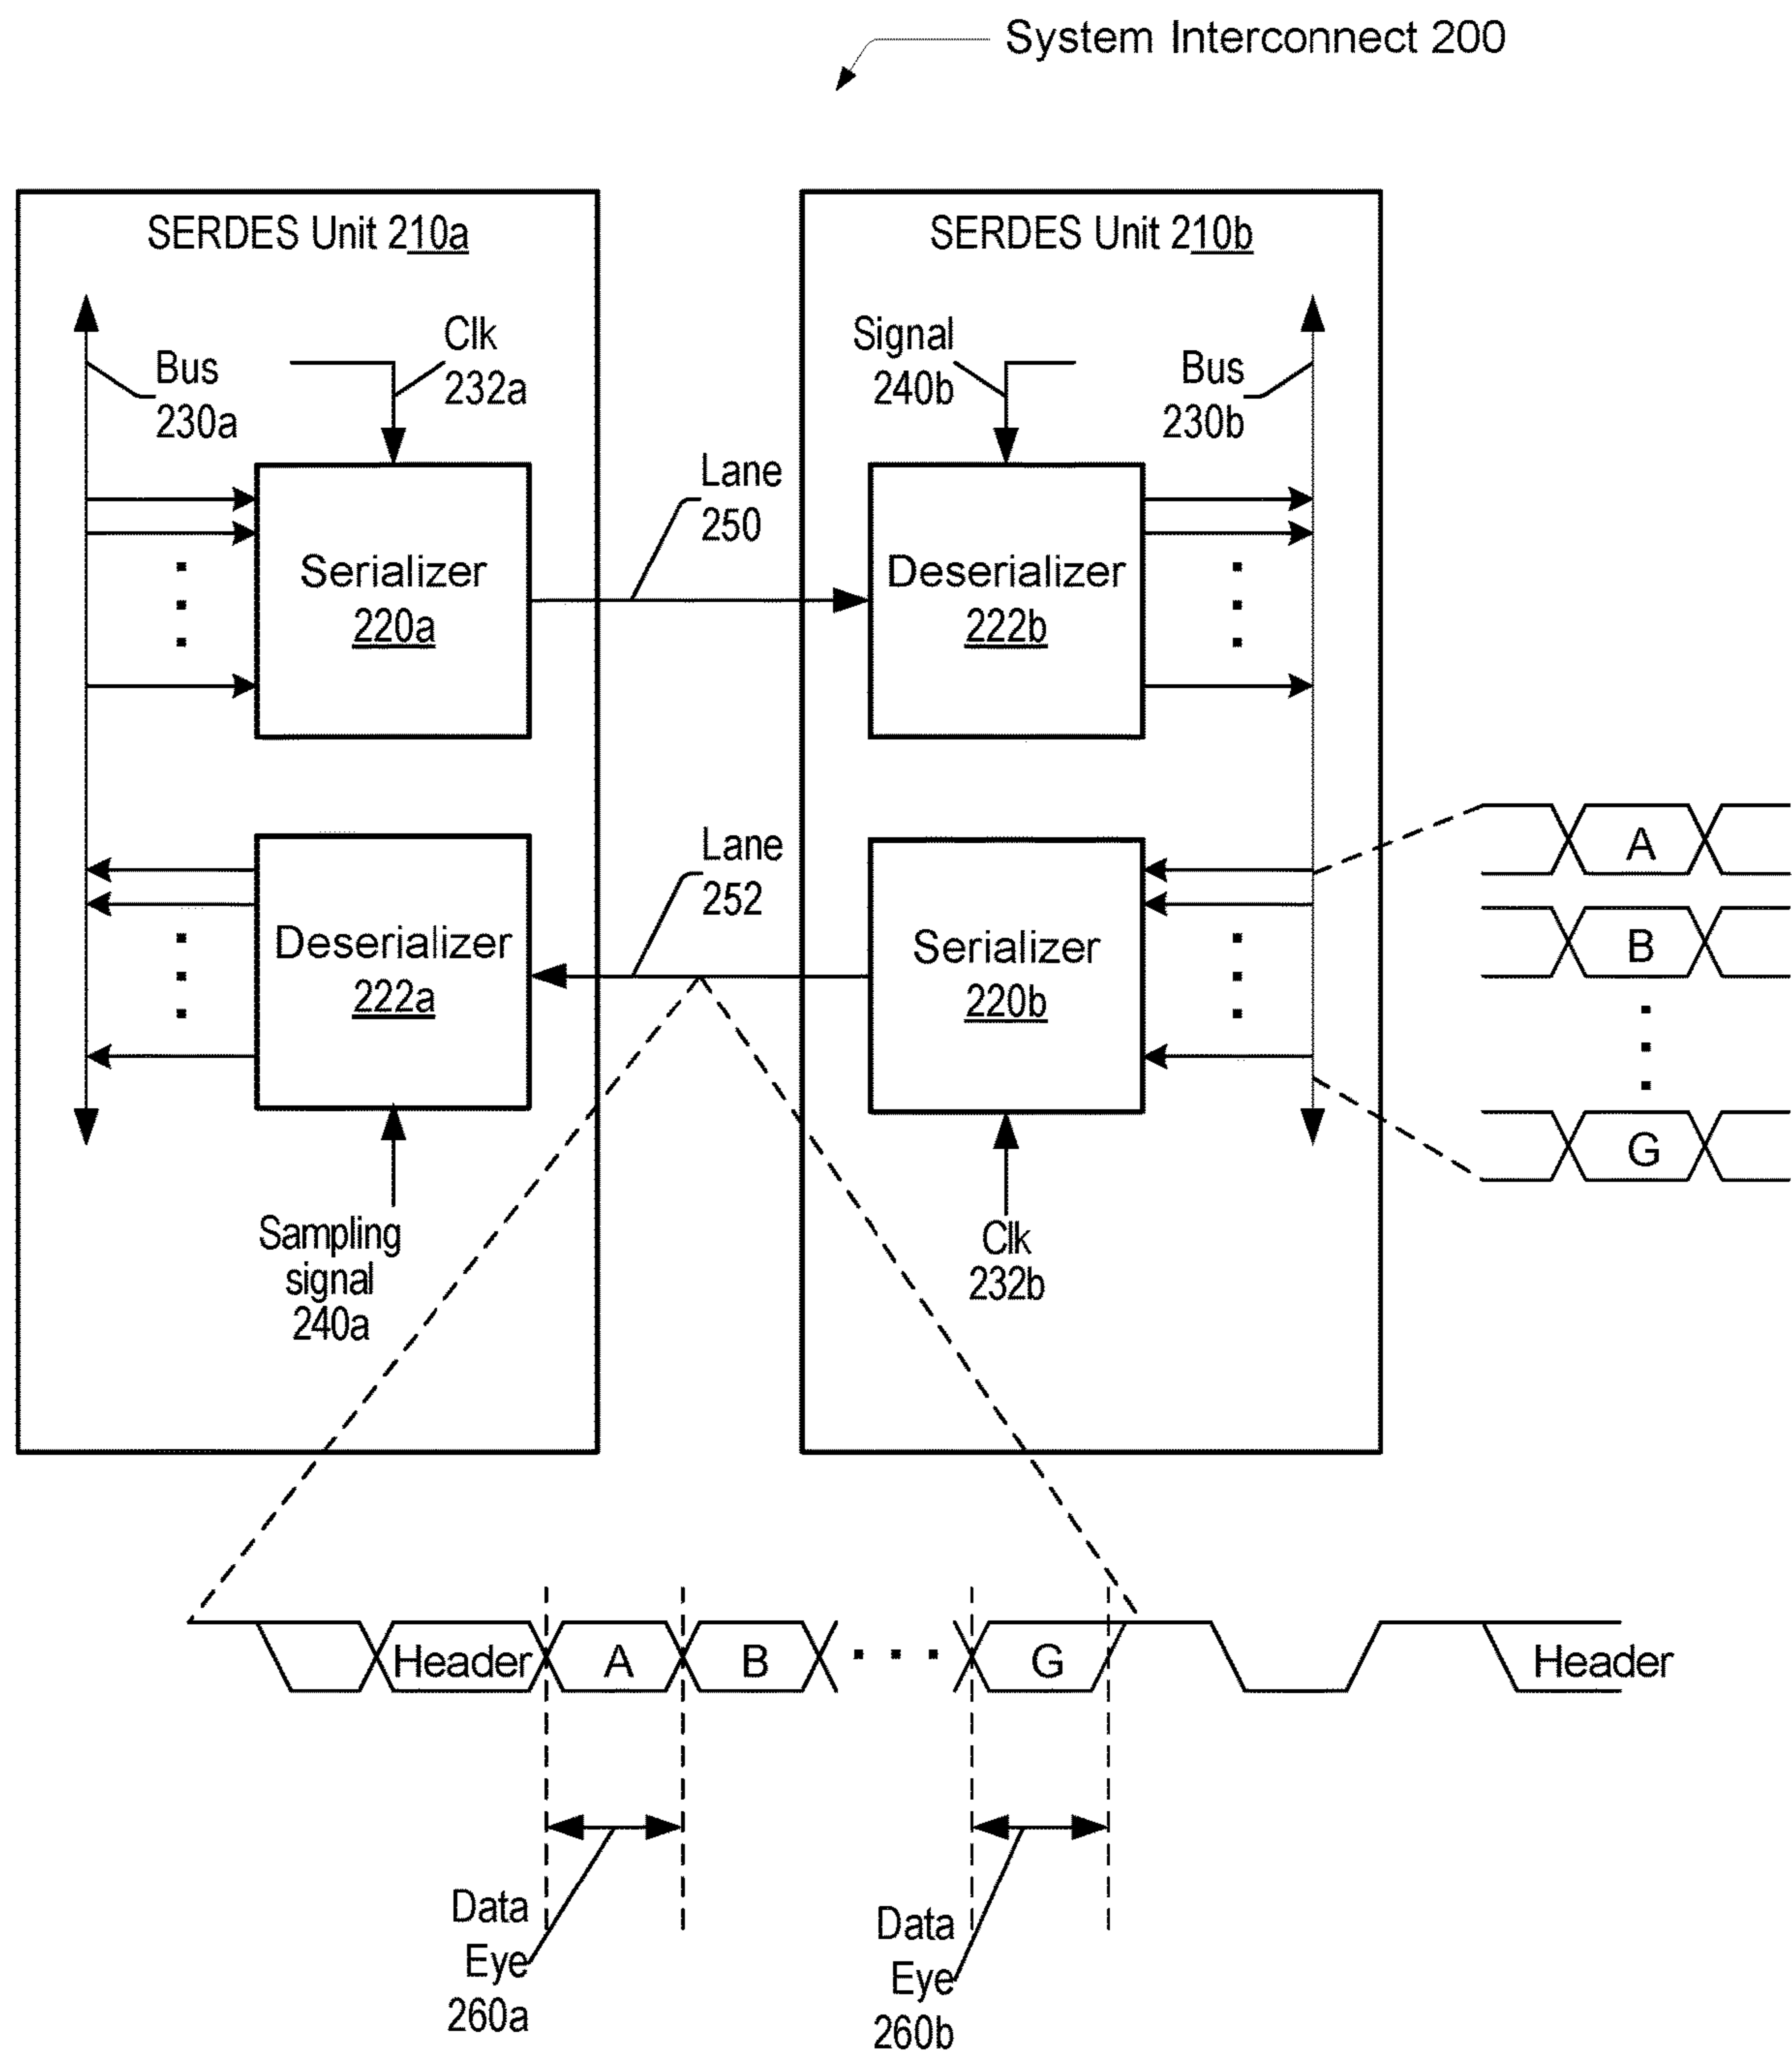 System Interconnect 200
SERDES Unit 210a
SERDES Unit 210b
Bus
230a
Clk
232a
Signal
240b
Bus
230b
Lane
250
Serializer
220a
Deserializer
222b
Lane
252
Deserializer
222a
Serializer
220b
A
B
G
Sampling
signal
240a
Clk
232b
Header
A
B
G
Header
Data
Eye
260a
Data
Eye
260b